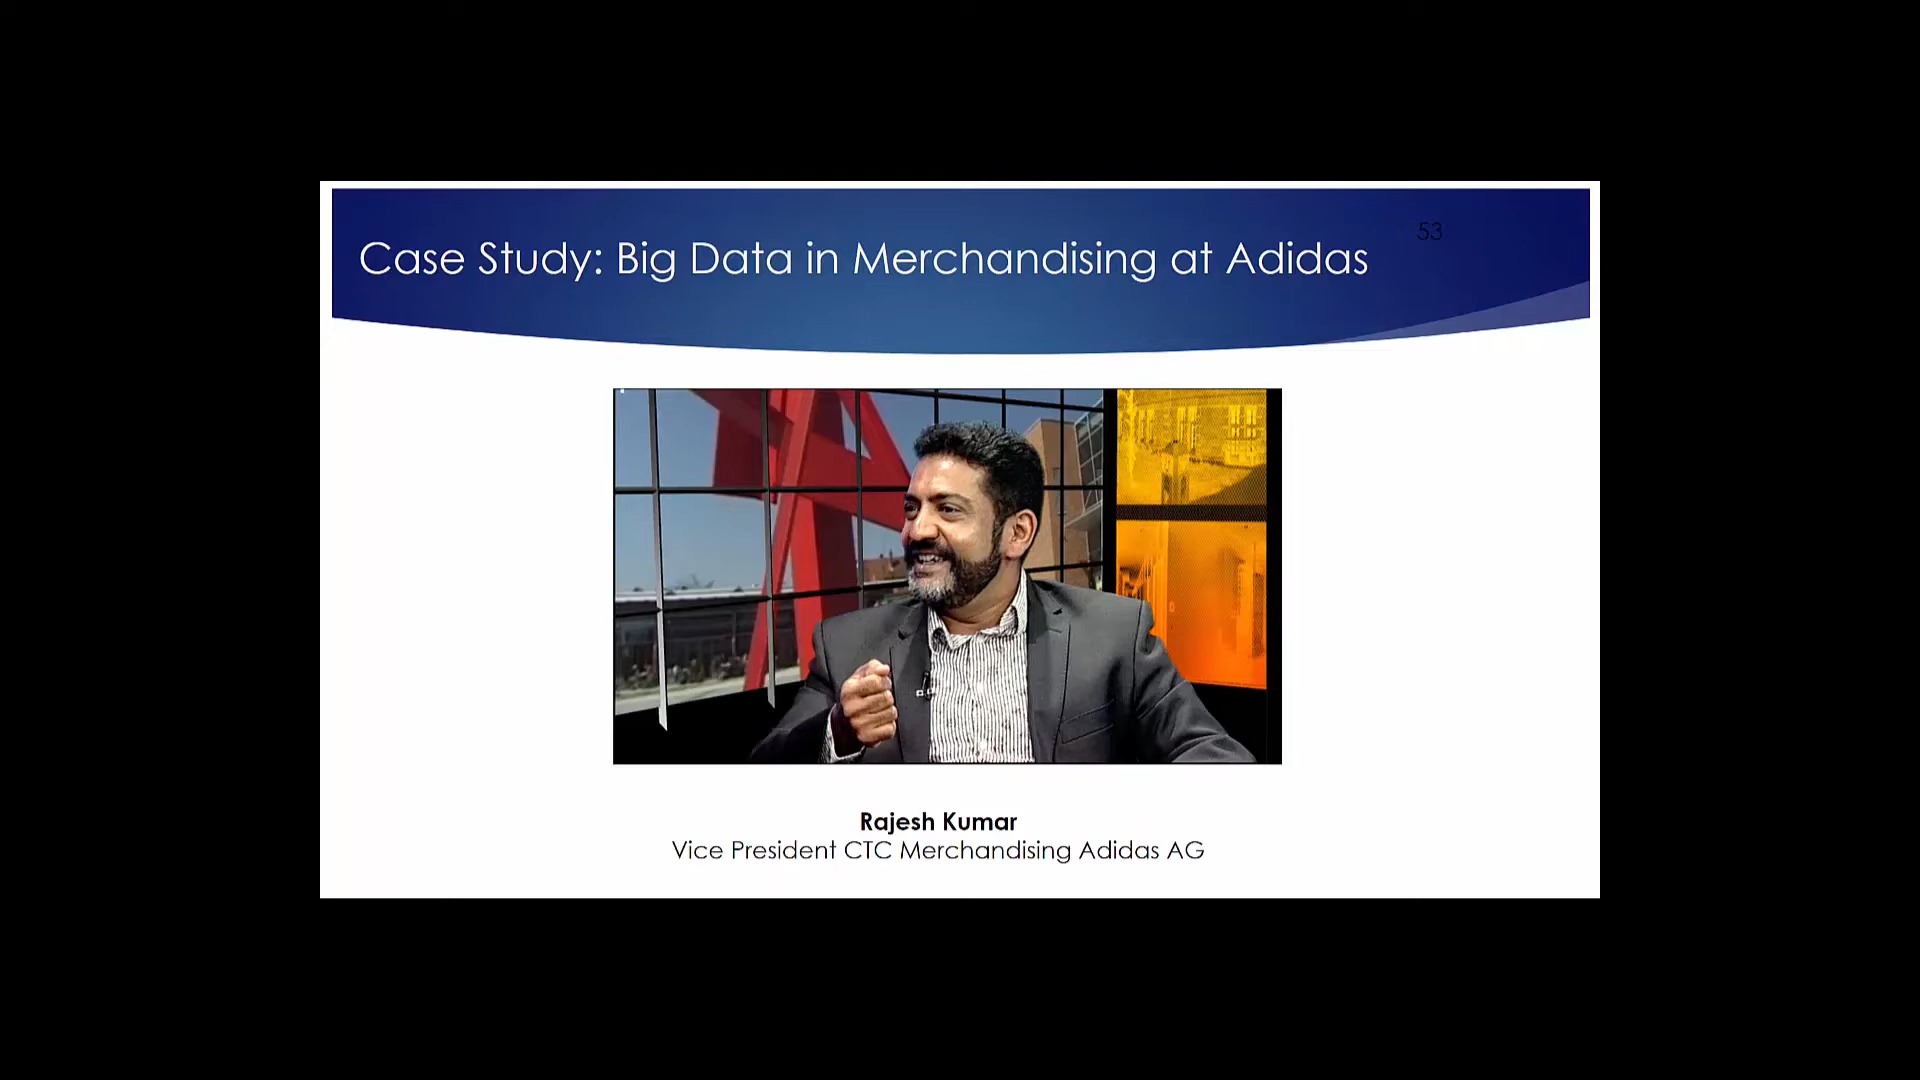 Case Study: Big Data in Merchandising at Adidas
53
Rajesh Kumar
Vice President CTC Merchandising Adidas AG